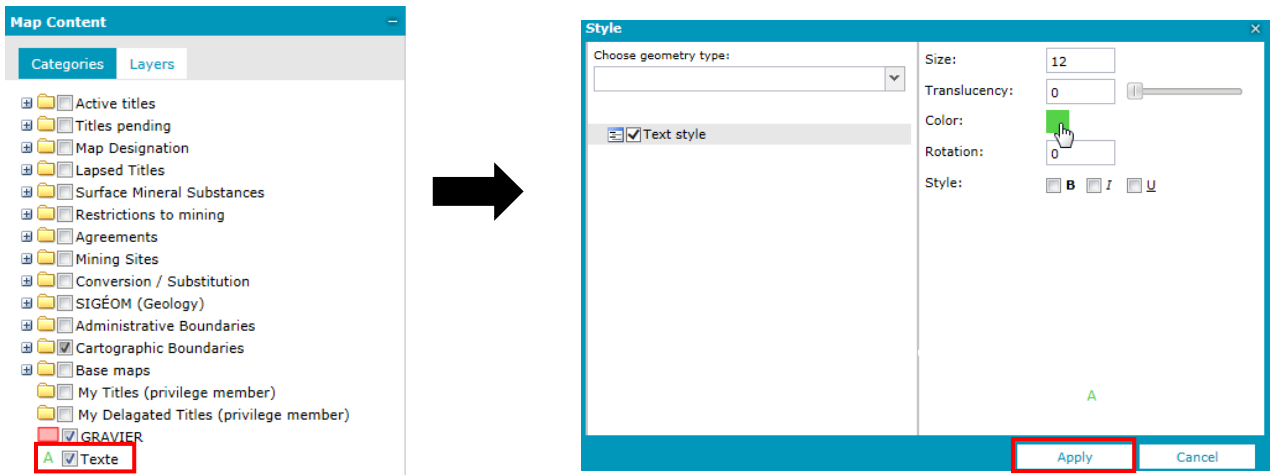 Map Content
Categories Layers
Active titles
Titles pending
Map Designation
Lapsed Titles
Surface Mineral Substances
Restrictions to mining
Agreements
Mining Sites
Conversion / Substitution
SIGÉOM (Geology)
Administrative Boundaries
Cartographic Boundaries
Base maps
My Titles (privilege member)
My Delagated Titles (privilege member)
GRAVIER
A Texte
Style
Choose geometry type:
Text style
Size: 12
Translucency: 0
Color:
Rotation: 0
Style: B I U
A
Apply Cancel